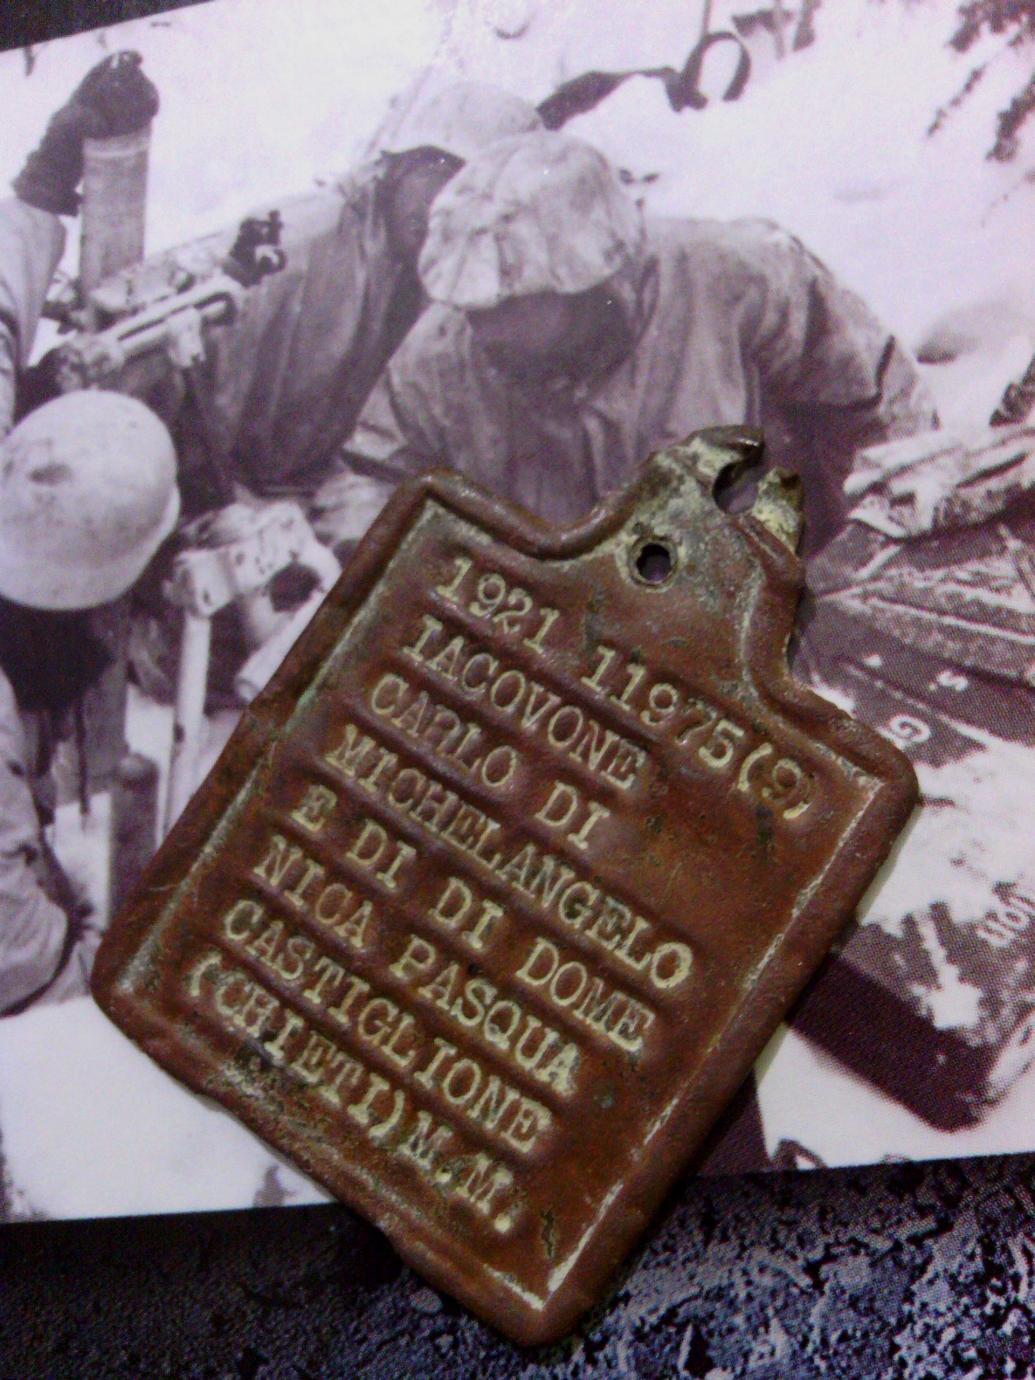 1921 11975(9)
IACOVONE
CARLO DI
MICHELANGELO
E DI DI DOME
NICA PASQUA
CASTIGLIONE
(CHIETI)M.M.